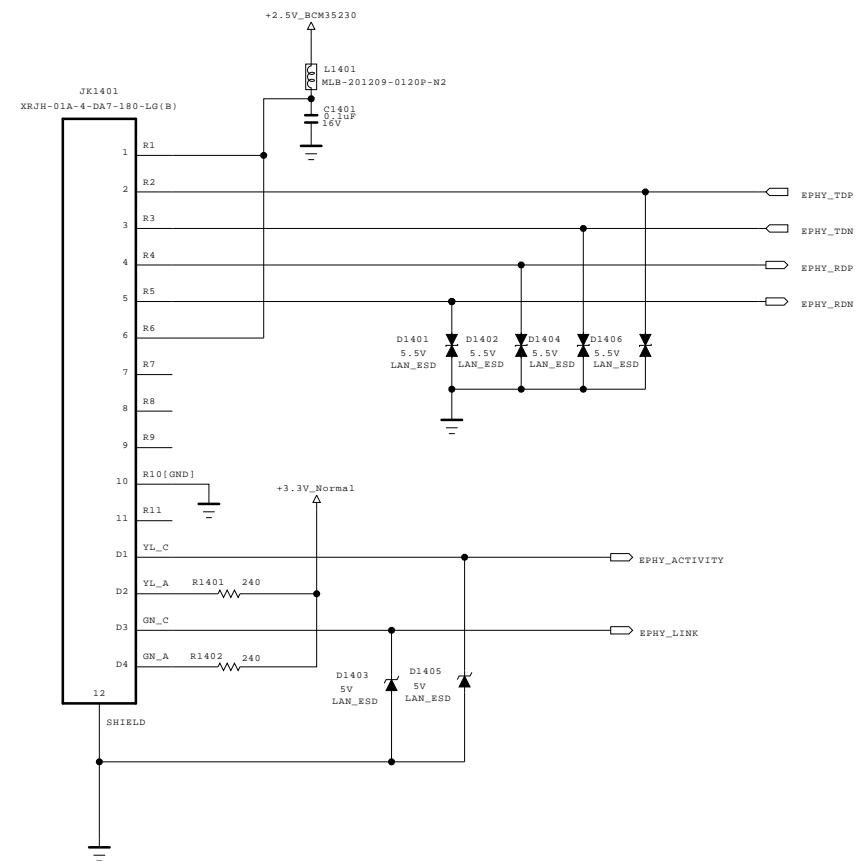 +2.5V_BCM35230
L1401
MLB-201209-0120P-N2
JK1401
XRJH-01A-4-DA7-180-LG(B)
C1401
0.1uF
16V
1 R1
2 R2 EPHY_TDP
3 R3 EPHY_TDN
4 R4 EPHY_RDP
5 R5 EPHY_RDN
6 R6
D1401 D1402 D1404 D1406
5.5V 5.5V 5.5V 5.5V
LAN_ESD LAN_ESD LAN_ESD LAN_ESD
7 R7
8 R8
9 R9
10 R10[GND]
+3.3V_Normal
11 R11
D1 YL_C EPHY_ACTIVITY
D2 YL_A R1401 240
D3 GN_C EPHY_LINK
D4 GN_A R1402 240
D1403 D1405
5V 5V
LAN_ESD LAN_ESD
12
SHIELD